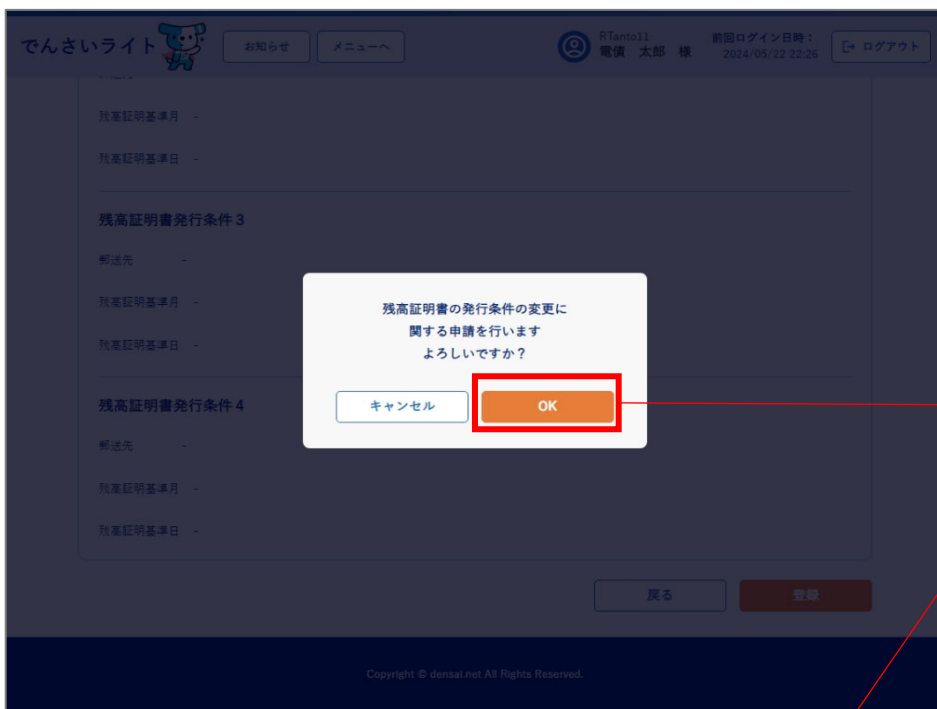 でんさいライト
お知らせ
メニューへ
RTanto11
電債 太郎 様
前回ログイン日時：
2024/05/22 22:26
ログアウト
残高証明基準月 -
残高証明基準日 -
残高証明書発行条件3
郵送先 -
残高証明基準月 -
残高証明基準日 -
残高証明書発行条件4
郵送先 -
残高証明基準月 -
残高証明基準日 -
残高証明書の発行条件の変更に
関する申請を行います
よろしいですか？
キャンセル
OK
戻る
登録
Copyright © densai.net All Rights Reserved.